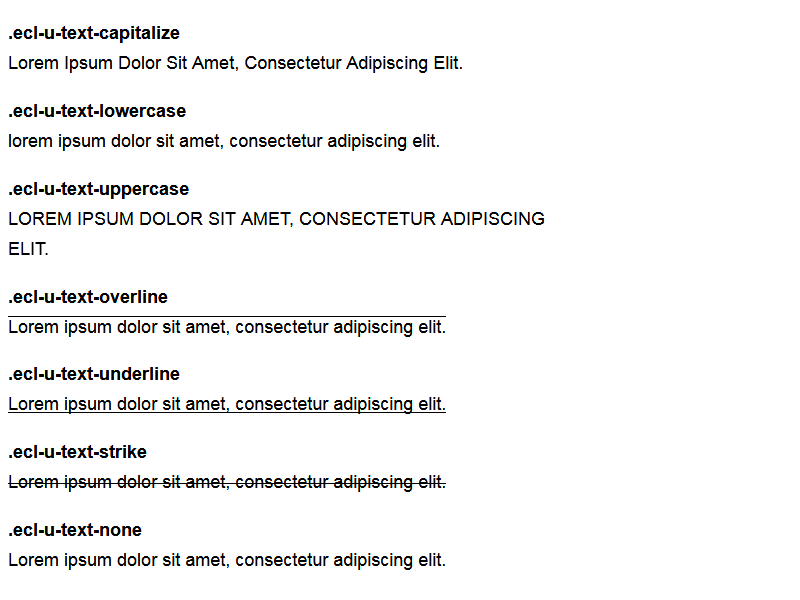 .ecl-u-text-capitalize
Lorem Ipsum Dolor Sit Amet, Consectetur Adipiscing Elit.
.ecl-u-text-lowercase
lorem ipsum dolor sit amet, consectetur adipiscing elit.
.ecl-u-text-uppercase
LOREM IPSUM DOLOR SIT AMET, CONSECTETUR ADIPISCING
ELIT.
.ecl-u-text-overline
Lorem ipsum dolor sit amet, consectetur adipiscing elit.
.ecl-u-text-underline
Lorem ipsum dolor sit amet, consectetur adipiscing elit.
.ecl-u-text-strike
Lorem ipsum dolor sit amet, consectetur adipiscing elit.
.ecl-u-text-none
Lorem ipsum dolor sit amet, consectetur adipiscing elit.